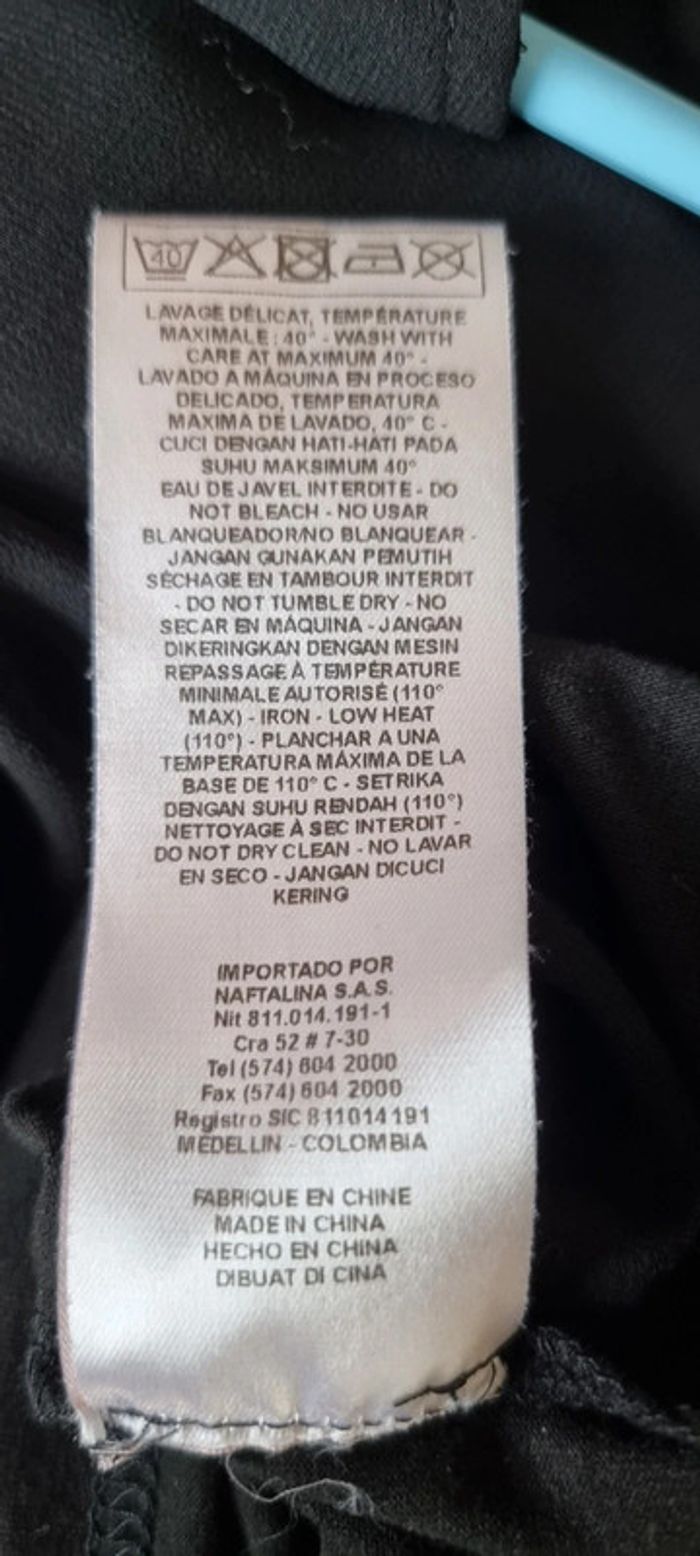 40
LAVAGE DÉLICAT, TEMPÉRATURE
MAXIMALE : 40° - WASH WITH
CARE AT MAXIMUM 40° -
LAVADO A MÁQUINA EN PROCESO
DELICADO, TEMPERATURA
MAXIMA DE LAVADO, 40° C -
CUCI DENGAN HATI-HATI PADA
SUHU MAKSIMUM 40°
EAU DE JAVEL INTERDITE - DO
NOT BLEACH - NO USAR
BLANQUEADOR/NO BLANQUEAR -
JANGAN GUNAKAN PEMUTIH
SÉCHAGE EN TAMBOUR INTERDIT
- DO NOT TUMBLE DRY - NO
SECAR EN MÁQUINA - JANGAN
DIKERINGKAN DENGAN MESIN
REPASSAGE À TEMPÉRATURE
MINIMALE AUTORISÉ (110°
MAX) - IRON - LOW HEAT
(110°) - PLANCHAR A UNA
TEMPERATURA MÁXIMA DE LA
BASE DE 110° C - SETRIKA
DENGAN SUHU RENDAH (110°)
NETTOYAGE À SEC INTERDIT -
DO NOT DRY CLEAN - NO LAVAR
EN SECO - JANGAN DICUCI
KERING
IMPORTADO POR
NAFTALINA S.A.S.
Nit 811.014.191-1
Cra 52 # 7-30
Tel (574) 604 2000
Fax (574) 604 2000
Registro SIC 811014191
MEDELLIN - COLOMBIA
FABRIQUE EN CHINE
MADE IN CHINA
HECHO EN CHINA
DIBUAT DI CINA